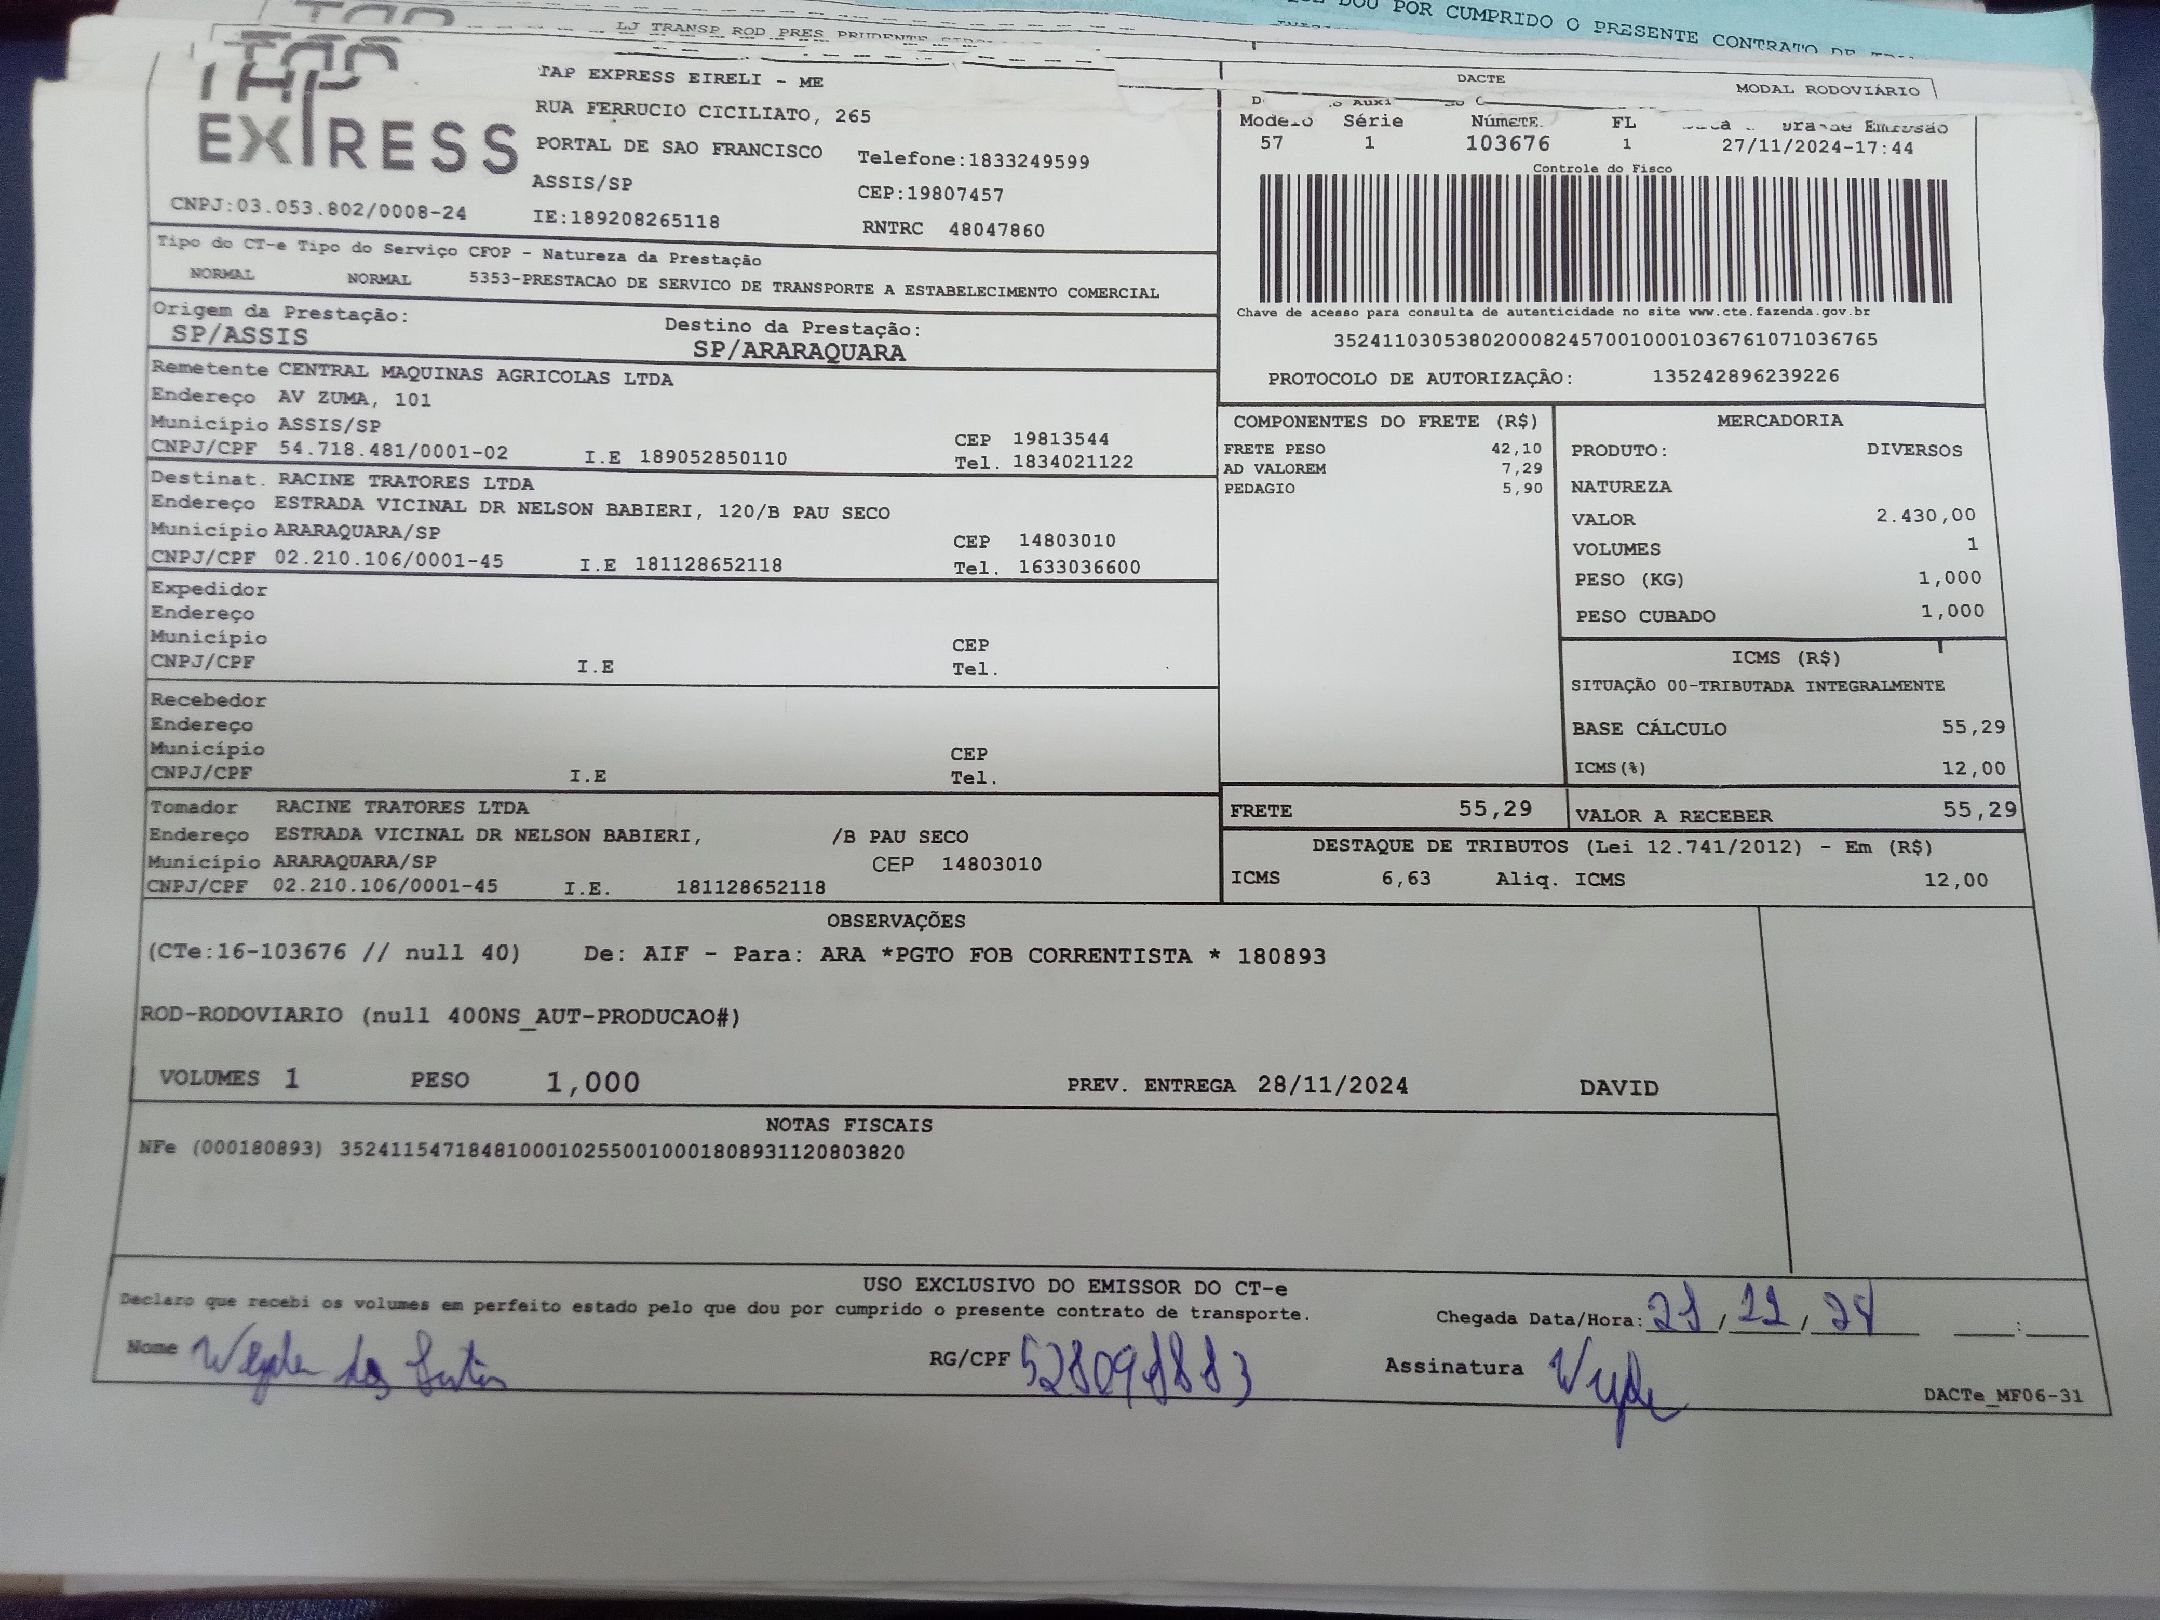 DOU POR CUMPRIDO O PRESENTE CONTRATO DE
LJ TRANSP ROD PRES PRUDENTE
TAP EXPRESS
TAP EXPRESS EIRELI - ME
RUA FERRUCIO CICILIATO, 265
PORTAL DE SAO FRANCISCO Telefone:1833249599
ASSIS/SP CEP:19807457
CNPJ:03.053.802/0008-24 IE:189208265118 RNTRC 48047860
DACTE MODAL RODOVIÁRIO
Modelo Série FL Emissão
57 1 103676 1 27/11/2024-17:44
Controle do Fisco
Chave de acesso para consulta de autenticidade no site www.cte.fazenda.gov.br
35241103053802000824570010001036761071036765
PROTOCOLO DE AUTORIZAÇÃO: 135242896239226
Tipo do CT-e Tipo do Serviço CFOP - Natureza da Prestação
NORMAL NORMAL 5353-PRESTACAO DE SERVICO DE TRANSPORTE A ESTABELECIMENTO COMERCIAL
Origem da Prestação: Destino da Prestação:
SP/ASSIS SP/ARARAQUARA
Remetente CENTRAL MAQUINAS AGRICOLAS LTDA
Endereço AV ZUMA, 101
Município ASSIS/SP CEP 19813544
CNPJ/CPF 54.718.481/0001-02 I.E 189052850110 Tel. 1834021122
Destinat. RACINE TRATORES LTDA
Endereço ESTRADA VICINAL DR NELSON BABIERI, 120/B PAU SECO
Município ARARAQUARA/SP CEP 14803010
CNPJ/CPF 02.210.106/0001-45 I.E 181128652118 Tel. 1633036600
Expedidor
Endereço
Município CEP
CNPJ/CPF I.E Tel.
Recebedor
Endereço
Município CEP
CNPJ/CPF I.E Tel.
Tomador RACINE TRATORES LTDA
Endereço ESTRADA VICINAL DR NELSON BABIERI, /B PAU SECO
Município ARARAQUARA/SP CEP 14803010
CNPJ/CPF 02.210.106/0001-45 I.E. 181128652118
COMPONENTES DO FRETE (R$)
FRETE PESO 42,10
AD VALOREM 7,29
PEDAGIO 5,90
MERCADORIA
PRODUTO: DIVERSOS
NATUREZA
VALOR 2.430,00
VOLUMES 1
PESO (KG) 1,000
PESO CUBADO 1,000
ICMS (R$)
SITUAÇÃO 00-TRIBUTADA INTEGRALMENTE
BASE CÁLCULO 55,29
ICMS(%) 12,00
FRETE 55,29 VALOR A RECEBER 55,29
DESTAQUE DE TRIBUTOS (Lei 12.741/2012) - Em (R$)
ICMS 6,63 Aliq. ICMS 12,00
OBSERVAÇÕES
(CTe:16-103676 // null 40) De: AIF - Para: ARA *PGTO FOB CORRENTISTA * 180893
ROD-RODOVIARIO (null 400NS_AUT-PRODUCAO#)
VOLUMES 1 PESO 1,000 PREV. ENTREGA 28/11/2024 DAVID
NOTAS FISCAIS
NFe (000180893) 35241154718481000102550010001808931120803820
USO EXCLUSIVO DO EMISSOR DO CT-e
Declaro que recebi os volumes em perfeito estado pelo que dou por cumprido o presente contrato de transporte.
Chegada Data/Hora:
Nome RG/CPF Assinatura
DACTe_MF06-31